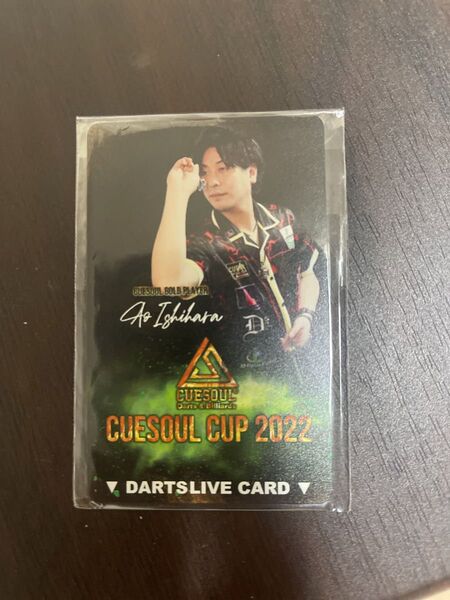 CUESOUL GOLD PLAYER
Ao Ishihara
D
CUESOUL
Darts & Billiards
CUESOUL CUP 2022
▼ DARTSLIVE CARD ▼